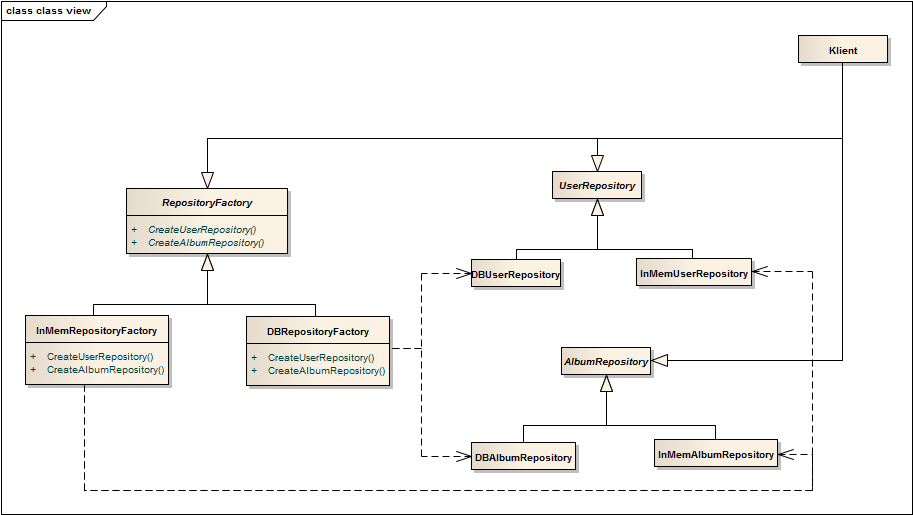 class class view
Klient
RepositoryFactory
+ CreateUserRepository()
+ CreateAlbumRepository()
UserRepository
DBUserRepository
InMemUserRepository
InMemRepositoryFactory
+ CreateUserRepository()
+ CreateAlbumRepository()
DBRepositoryFactory
+ CreateUserRepository()
+ CreateAlbumRepository()
AlbumRepository
DBAlbumRepository
InMemAlbumRepository